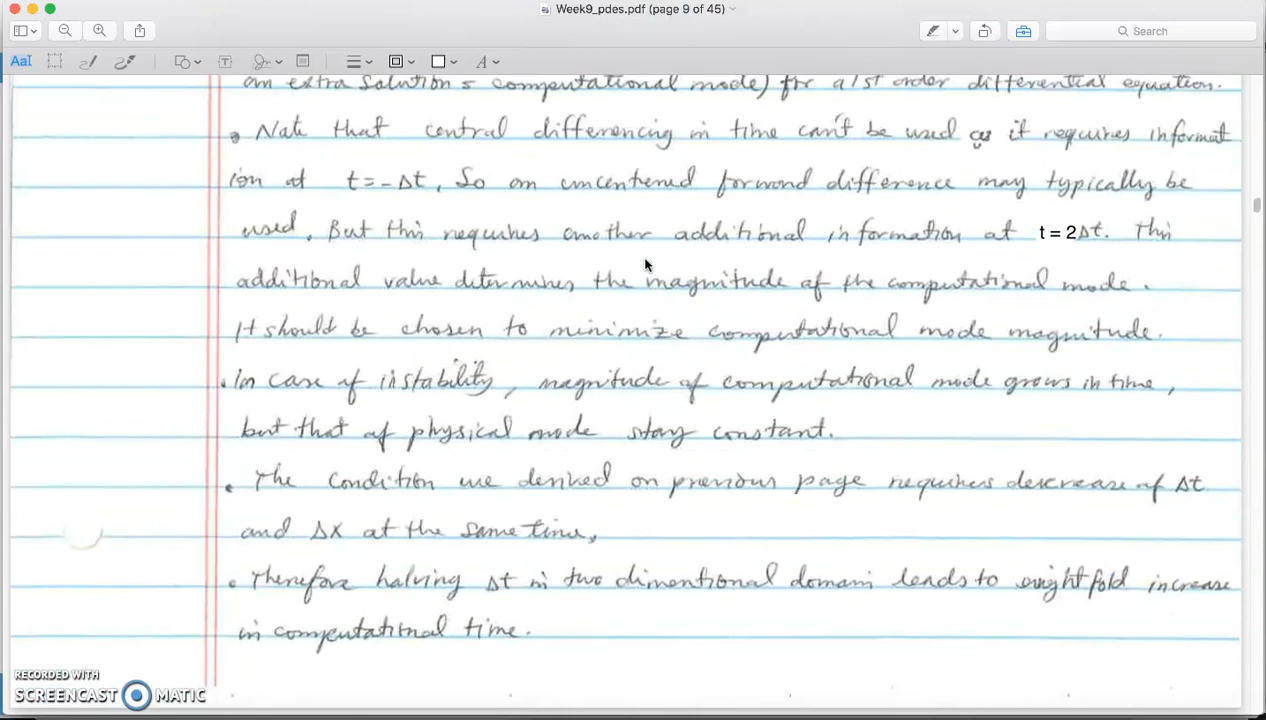 Week9_pdes.pdf (page 9 of 45)
Search
AaI
T
A
an extra solution = computational mode) for a 1st order differential equation.
• Note that central differencing in time can't be used as it requires informat
ion at t = -Δt, So an uncentered forward difference may typically be
used. But this requires another additional information at t = 2Δt. This
additional value determines the magnitude of the computational mode.
It should be chosen to minimize computational mode magnitude.
• In case of instability, magnitude of computational mode grows in time,
but that of physical mode stay constant.
• The condition we derived on previous page requires decrease of Δt
and Δx at the same time,
• Therefore halving Δt in two dimentional domain leads to eight fold increase
in computational time.
RECORDED WITH
SCREENCAST MATIC